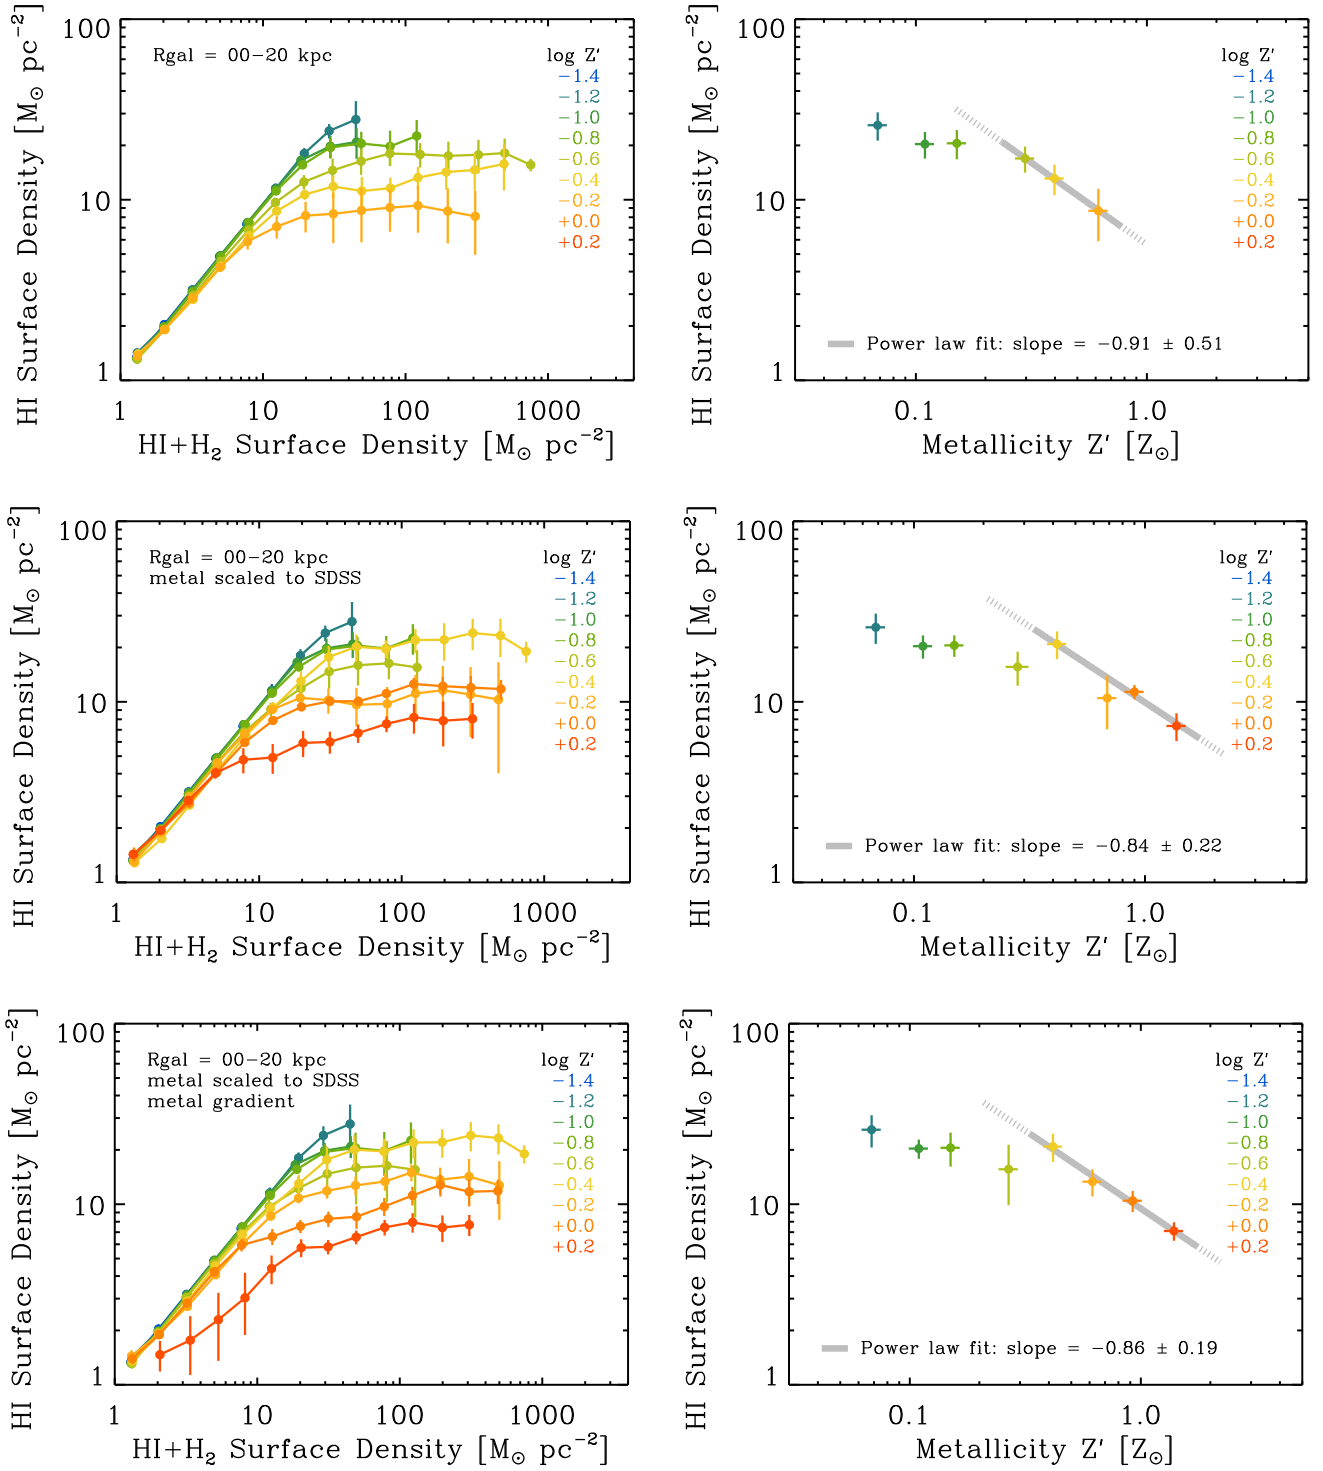 HI Surface Density [M⊙ pc−2]
100
10
1
Rgal = 00−20 kpc
log Z′
−1.4
−1.2
−1.0
−0.8
−0.6
−0.4
−0.2
+0.0
+0.2
1 10 100 1000
HI+H2 Surface Density [M⊙ pc−2]
HI Surface Density [M⊙ pc−2]
100
10
1
log Z′
−1.4
−1.2
−1.0
−0.8
−0.6
−0.4
−0.2
+0.0
+0.2
Power law fit: slope = −0.91 ± 0.51
0.1 1.0
Metallicity Z′ [Z⊙]
HI Surface Density [M⊙ pc−2]
100
10
1
Rgal = 00−20 kpc
metal scaled to SDSS
log Z′
−1.4
−1.2
−1.0
−0.8
−0.6
−0.4
−0.2
+0.0
+0.2
1 10 100 1000
HI+H2 Surface Density [M⊙ pc−2]
HI Surface Density [M⊙ pc−2]
100
10
1
log Z′
−1.4
−1.2
−1.0
−0.8
−0.6
−0.4
−0.2
+0.0
+0.2
Power law fit: slope = −0.84 ± 0.22
0.1 1.0
Metallicity Z′ [Z⊙]
HI Surface Density [M⊙ pc−2]
100
10
1
Rgal = 00−20 kpc
metal scaled to SDSS
metal gradient
log Z′
−1.4
−1.2
−1.0
−0.8
−0.6
−0.4
−0.2
+0.0
+0.2
1 10 100 1000
HI+H2 Surface Density [M⊙ pc−2]
HI Surface Density [M⊙ pc−2]
100
10
1
log Z′
−1.4
−1.2
−1.0
−0.8
−0.6
−0.4
−0.2
+0.0
+0.2
Power law fit: slope = −0.86 ± 0.19
0.1 1.0
Metallicity Z′ [Z⊙]